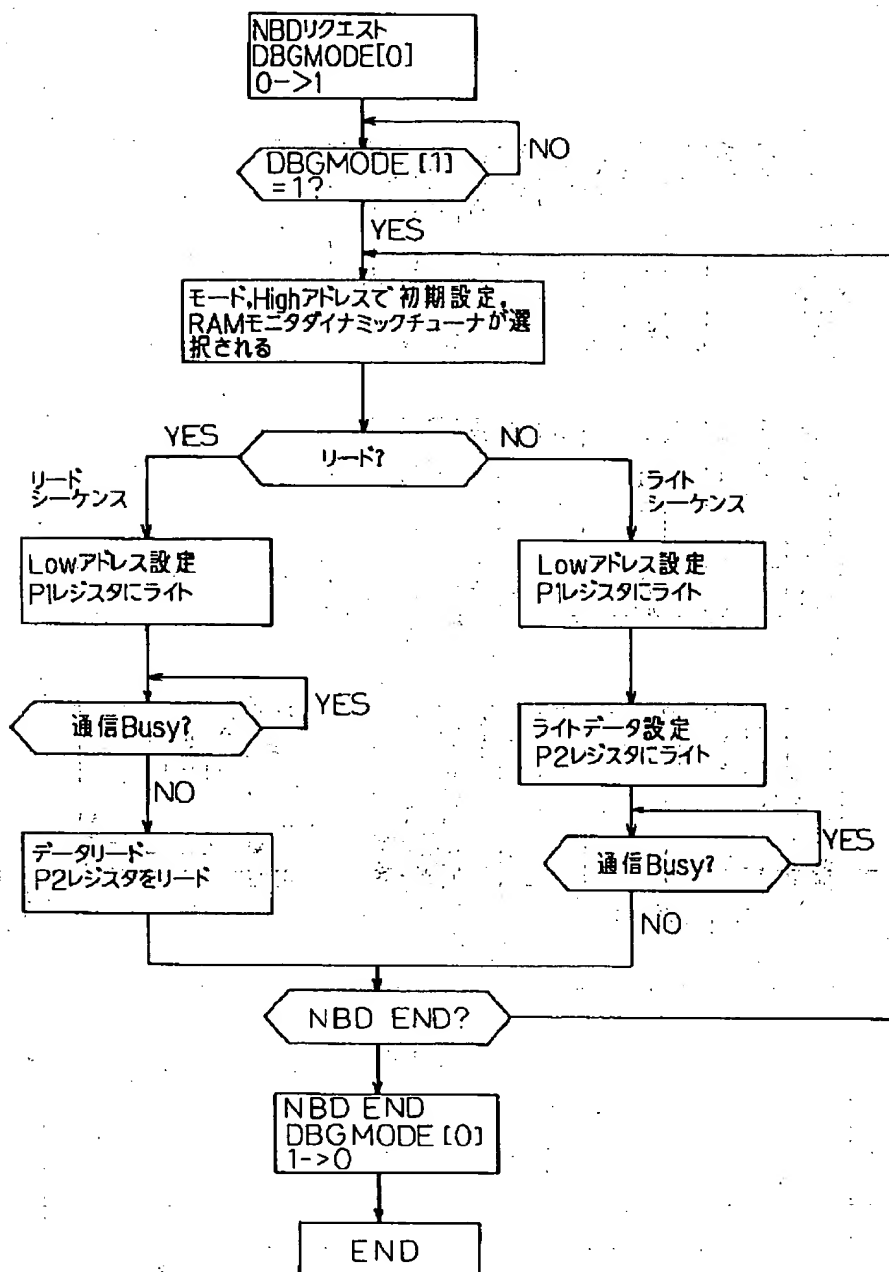 NBDリクエスト
DBGMODE[0]
0->1
DBGMODE[1]
=1?
NO
YES
モード,Highアドレスで初期設定,
RAMモニタダイナミックチューナが選
択される
YES
リード?
NO
リード
シーケンス
ライト
シーケンス
Lowアドレス設定
P1レジスタにライト
Lowアドレス設定
P1レジスタにライト
通信Busy?
YES
NO
ライトデータ設定
P2レジスタにライト
データリード
P2レジスタをリード
通信Busy?
YES
NO
NBD END?
NBD END
DBGMODE[0]
1->0
END